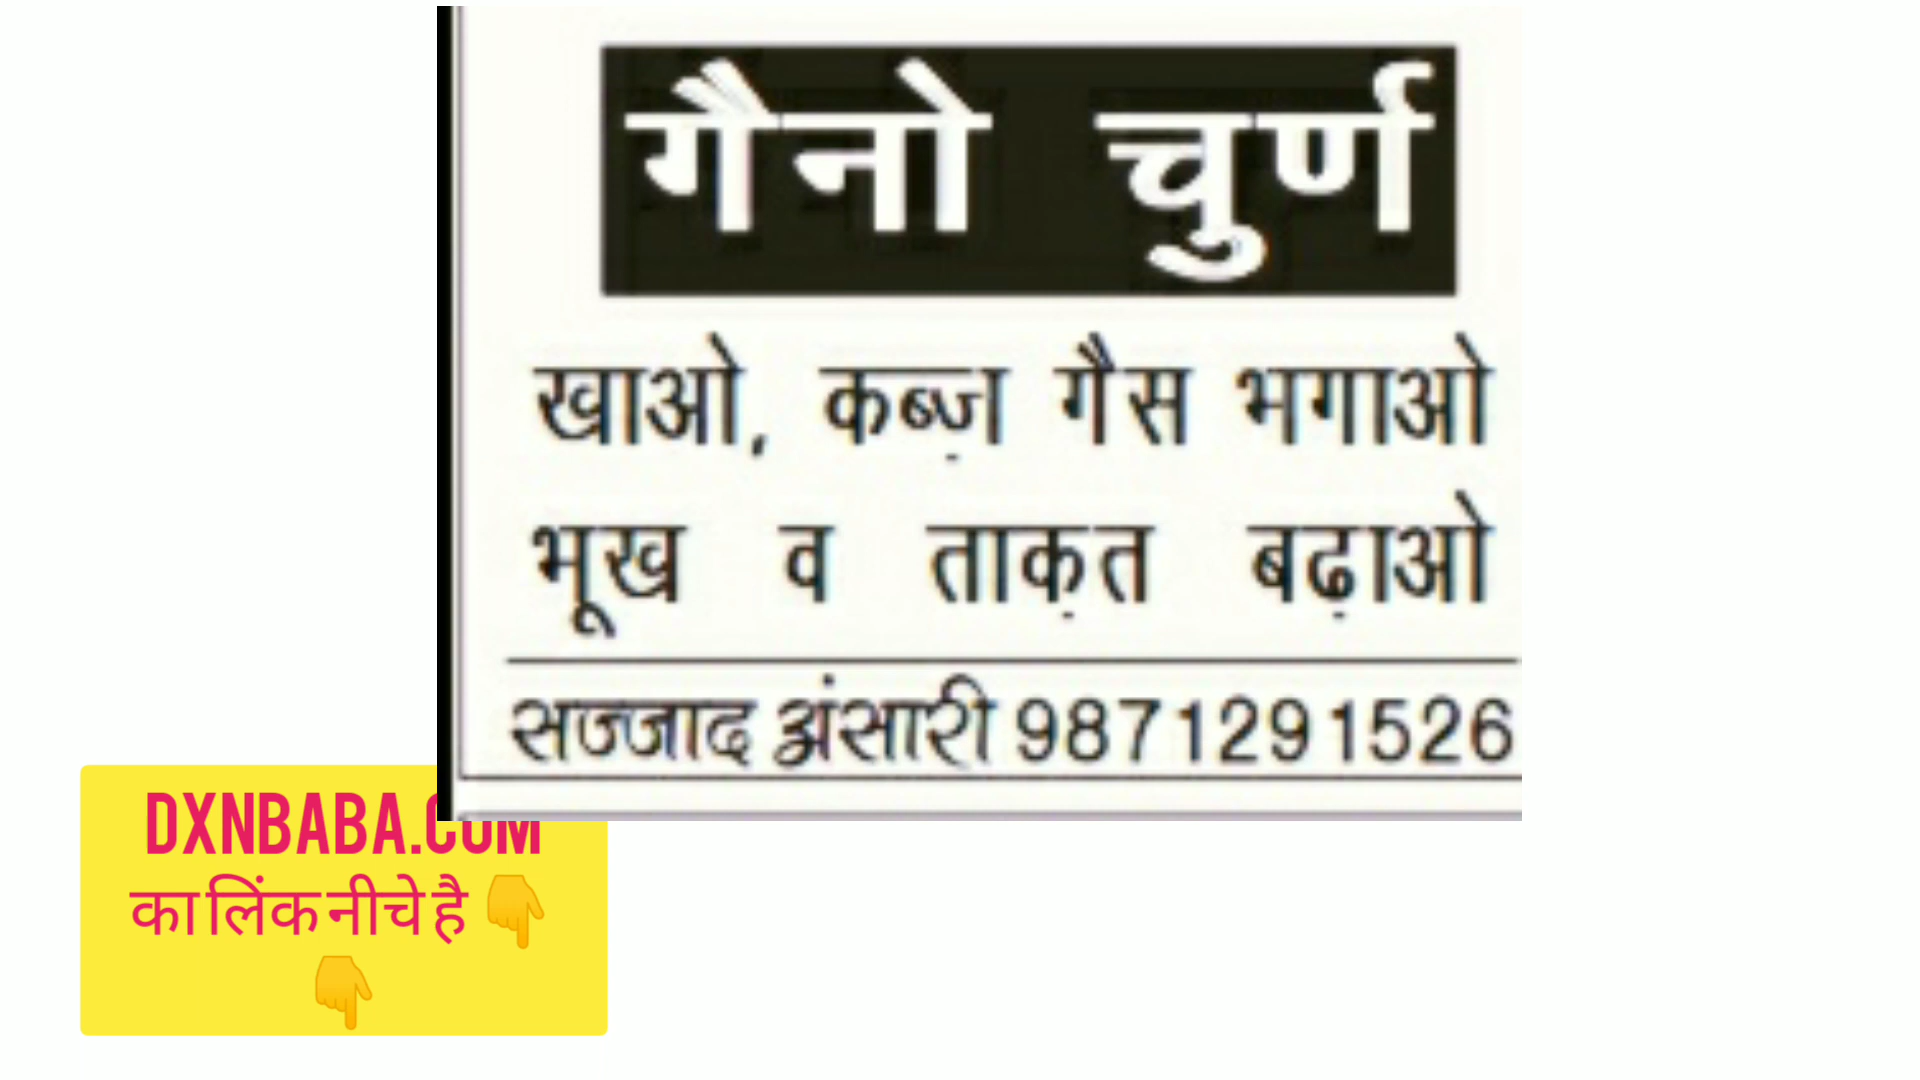 गैनो चुर्ण
खाओ, कब्ज़ गैस भगाओ
भूख व ताक़त बढ़ाओ
सज्जाद अंसारी 9871291526
DXNBABA.COM
का लिंक नीचे है 👇
👇